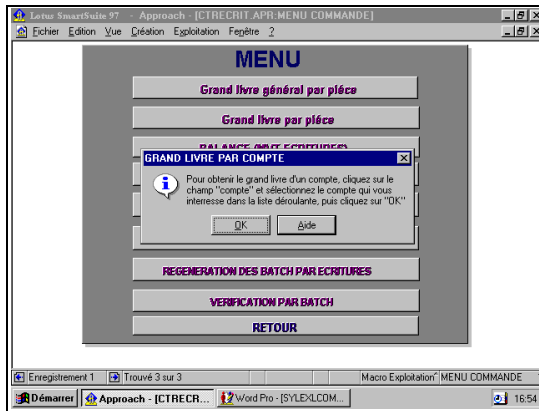 Lotus SmartSuite 97 - Approach - [CTRECRIT.APR:MENU COMMANDE]
Fichier Edition Vue Création Exploitation Fenêtre ?
MENU
Grand livre général par pléce
Grand livre par pléce
GRAND LIVRE PAR COMPTE
Pour obtenir le grand livre d'un compte, cliquez sur le
champ "compte" et sélectionnez le compte qui vous
interresse dans la liste déroulante, puis cliquez sur "OK"
OK Aide
REGENERATION DES BATCH PAR ECRITURES
VERIFICATION PAR BATCH
RETOUR
Enregistrement 1 Trouvé 3 sur 3 Macro Exploitation MENU COMMANDE
Démarrer Approach - [CTRECR... Word Pro - [SYLEXLCOM... 16:54